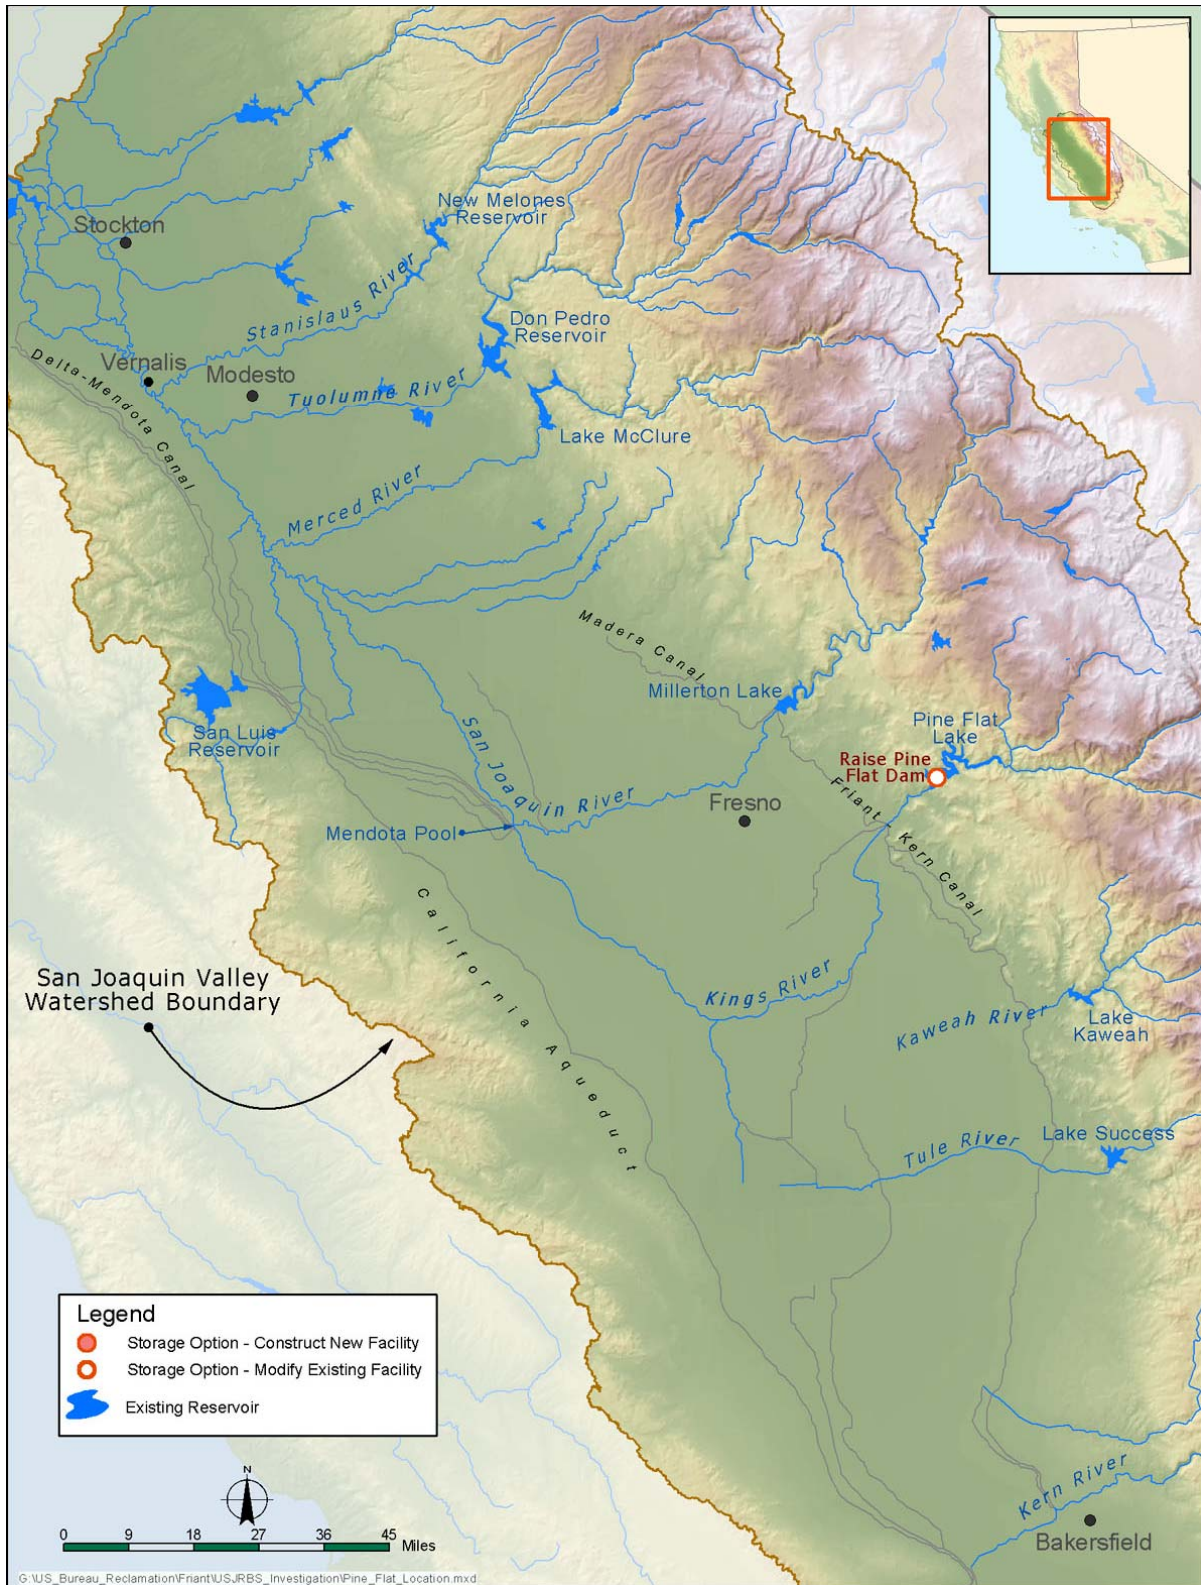 New Melones
Reservoir
Stockton
Stanislaus River
Don Pedro
Reservoir
Vernalis
Modesto
Delta-Mendota Canal
Tuolumne River
Lake McClure
Merced River
Madera Canal
Millerton Lake
San Luis
Reservoir
San Joaquin River
Pine Flat
Lake
Raise Pine
Flat Dam
Fresno
Friant - Kern Canal
Mendota Pool
California Aqueduct
San Joaquin Valley
Watershed Boundary
Kings River
Kaweah River
Lake
Kaweah
Tule River
Lake Success
Legend
Storage Option - Construct New Facility
Storage Option - Modify Existing Facility
Existing Reservoir
N
0 9 18 27 36 45 Miles
Kern River
Bakersfield
G:\US_Bureau_Reclamation\Friant\USJRBS_Investigation\Pine_Flat_Location.mxd